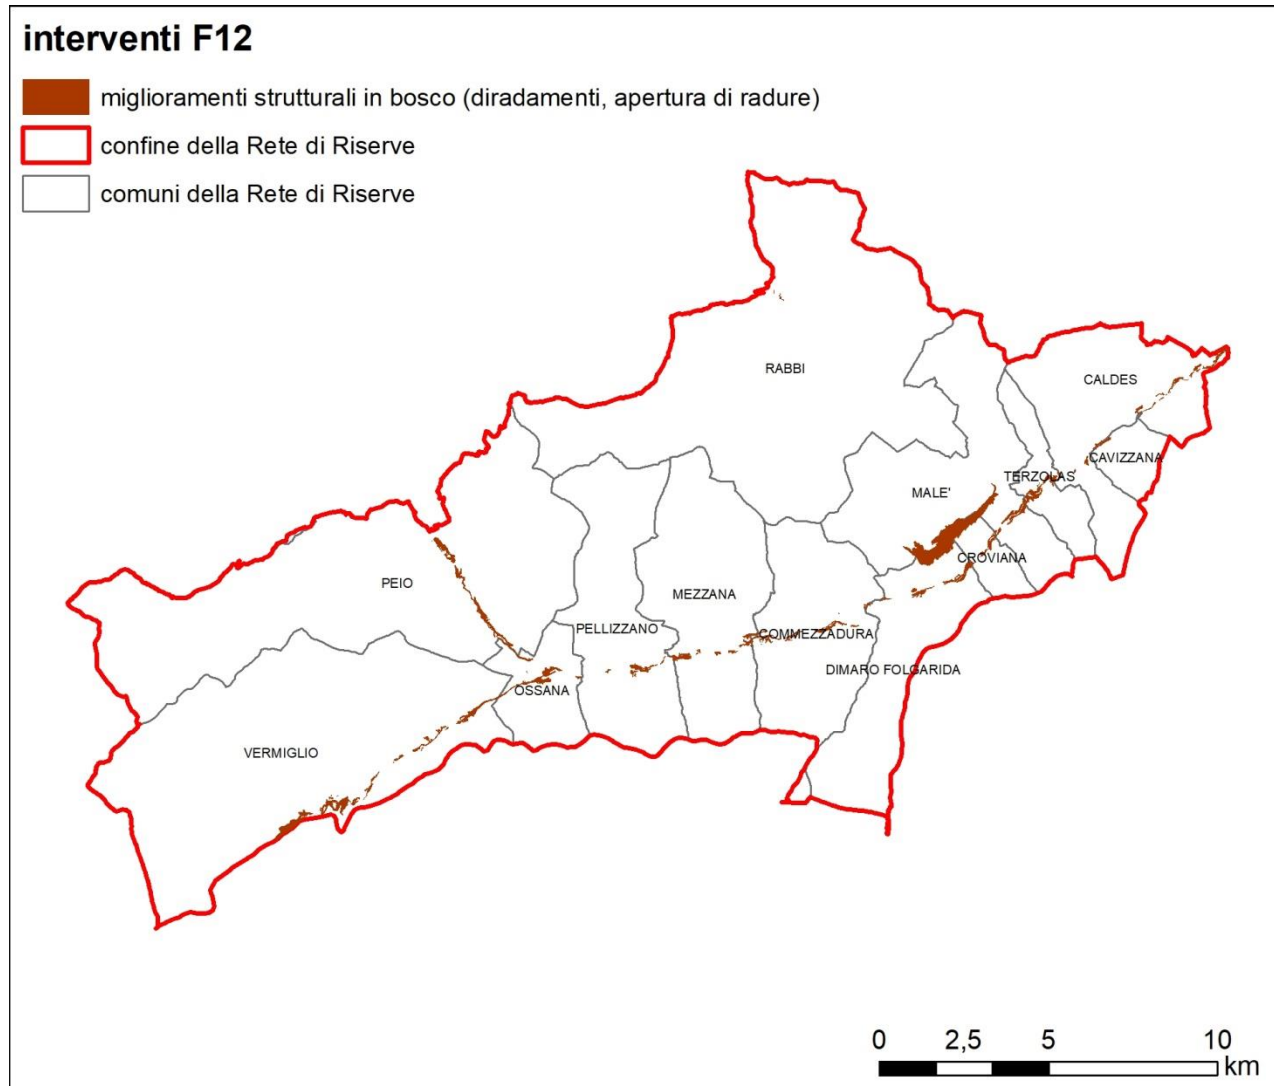 interventi F12
miglioramenti strutturali in bosco (diradamenti, apertura di radure)
confine della Rete di Riserve
comuni della Rete di Riserve
RABBI
CALDES
CAVIZZANA
TERZOLAS
MALE'
CROVIANA
PEIO
MEZZANA
PELLIZZANO
COMMEZZADURA
DIMARO FOLGARIDA
OSSANA
VERMIGLIO
0 2,5 5 10
km